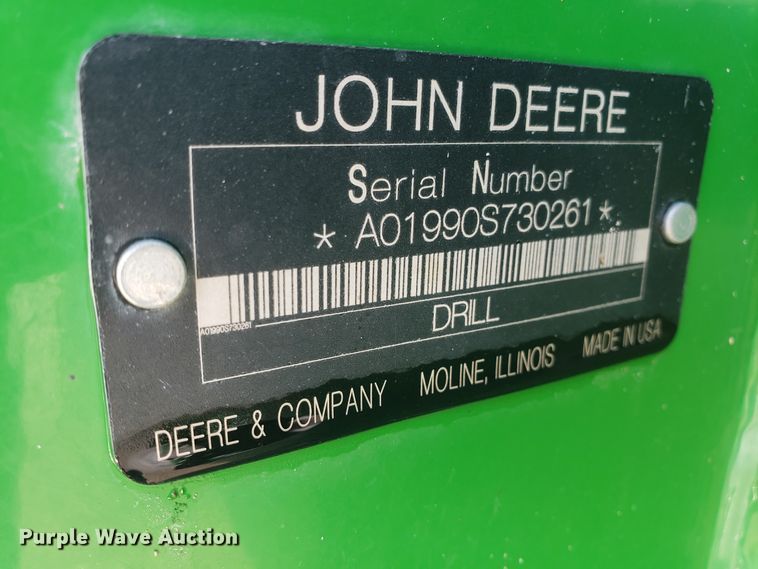 JOHN DEERE
Serial Number
* A01990S730261 *
A01990S730261
DRILL
DEERE & COMPANY MOLINE, ILLINOIS MADE IN USA
Purple Wave Auction